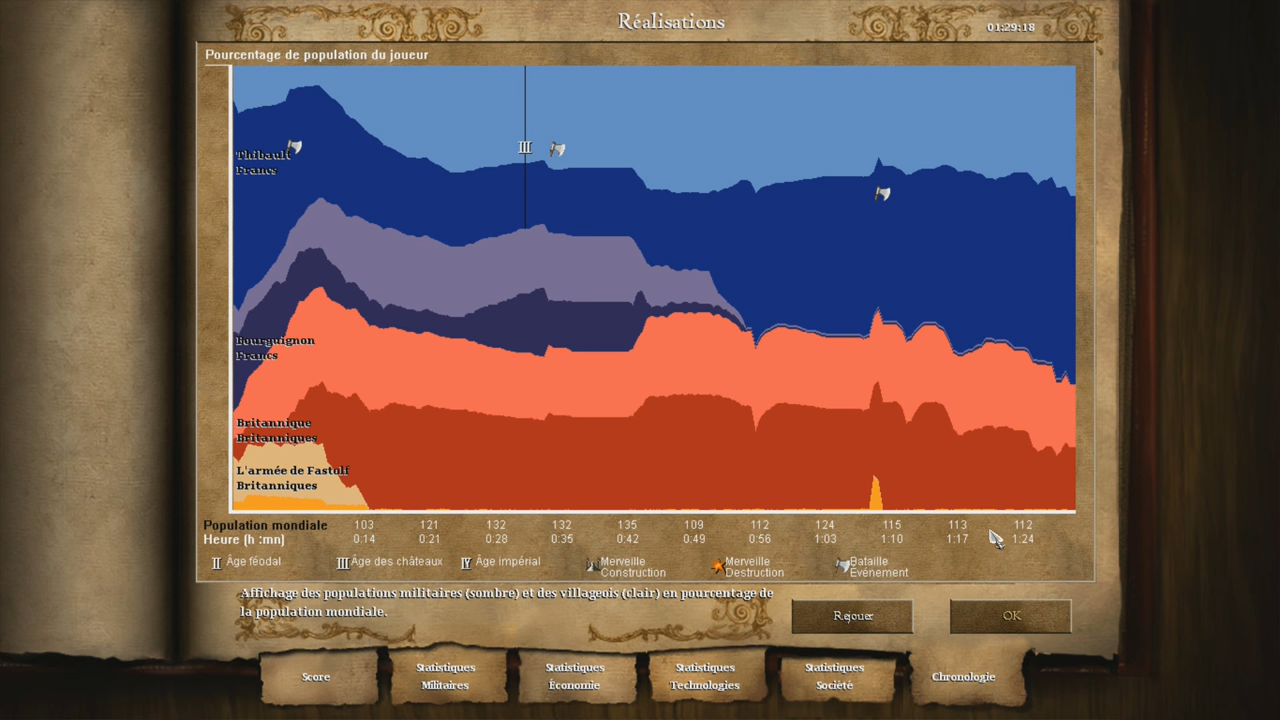 Réalisations
01:29:18
Pourcentage de population du joueur
III
Thibault
Francs
Bourguignon
Francs
Britannique
Britanniques
L'armée de Fastolf
Britanniques
Population mondiale 103 121 132 132 135 109 112 124 115 113 112
Heure (h :mn) 0:14 0:21 0:28 0:35 0:42 0:49 0:56 1:03 1:10 1:17 1:24
II Âge féodal III Âge des châteaux IV Âge impérial Merveille Construction Merveille Destruction Bataille Evénement
Affichage des populations militaires (sombre) et des villageois (clair) en pourcentage de
la population mondiale.
Rejouer
OK
Score
Statistiques
Militaires
Statistiques
Économie
Statistiques
Technologies
Statistiques
Société
Chronologie